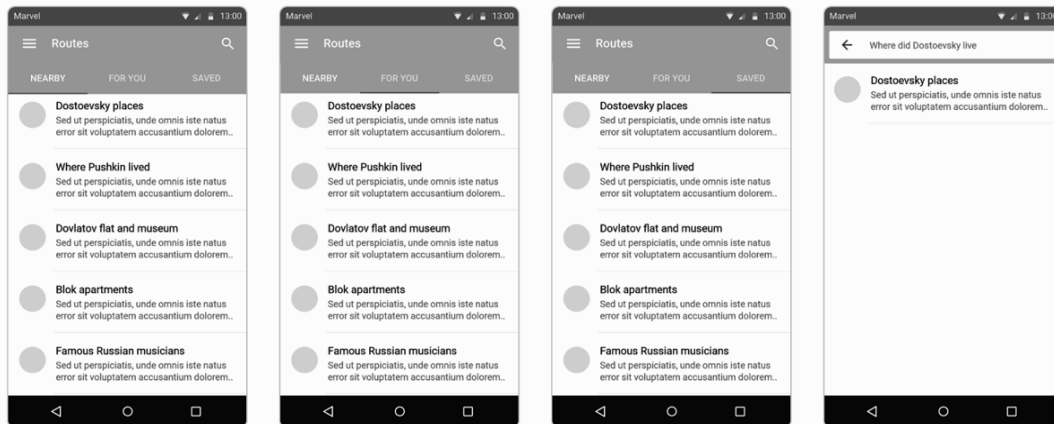 Marvel 13:00
Routes
NEARBY FOR YOU SAVED
Dostoevsky places
Sed ut perspiciatis, unde omnis iste natus
error sit voluptatem accusantium dolorem..
Where Pushkin lived
Sed ut perspiciatis, unde omnis iste natus
error sit voluptatem accusantium dolorem..
Dovlatov flat and museum
Sed ut perspiciatis, unde omnis iste natus
error sit voluptatem accusantium dolorem..
Blok apartments
Sed ut perspiciatis, unde omnis iste natus
error sit voluptatem accusantium dolorem..
Famous Russian musicians
Sed ut perspiciatis, unde omnis iste natus
error sit voluptatem accusantium dolorem..
Marvel 13:00
Routes
NEARBY FOR YOU SAVED
Dostoevsky places
Sed ut perspiciatis, unde omnis iste natus
error sit voluptatem accusantium dolorem..
Where Pushkin lived
Sed ut perspiciatis, unde omnis iste natus
error sit voluptatem accusantium dolorem..
Dovlatov flat and museum
Sed ut perspiciatis, unde omnis iste natus
error sit voluptatem accusantium dolorem..
Blok apartments
Sed ut perspiciatis, unde omnis iste natus
error sit voluptatem accusantium dolorem..
Famous Russian musicians
Sed ut perspiciatis, unde omnis iste natus
error sit voluptatem accusantium dolorem..
Marvel 13:00
Routes
NEARBY FOR YOU SAVED
Dostoevsky places
Sed ut perspiciatis, unde omnis iste natus
error sit voluptatem accusantium dolorem..
Where Pushkin lived
Sed ut perspiciatis, unde omnis iste natus
error sit voluptatem accusantium dolorem..
Dovlatov flat and museum
Sed ut perspiciatis, unde omnis iste natus
error sit voluptatem accusantium dolorem..
Blok apartments
Sed ut perspiciatis, unde omnis iste natus
error sit voluptatem accusantium dolorem..
Famous Russian musicians
Sed ut perspiciatis, unde omnis iste natus
error sit voluptatem accusantium dolorem..
Marvel 13:00
Where did Dostoevsky live
Dostoevsky places
Sed ut perspiciatis, unde omnis iste natus
error sit voluptatem accusantium dolorem..